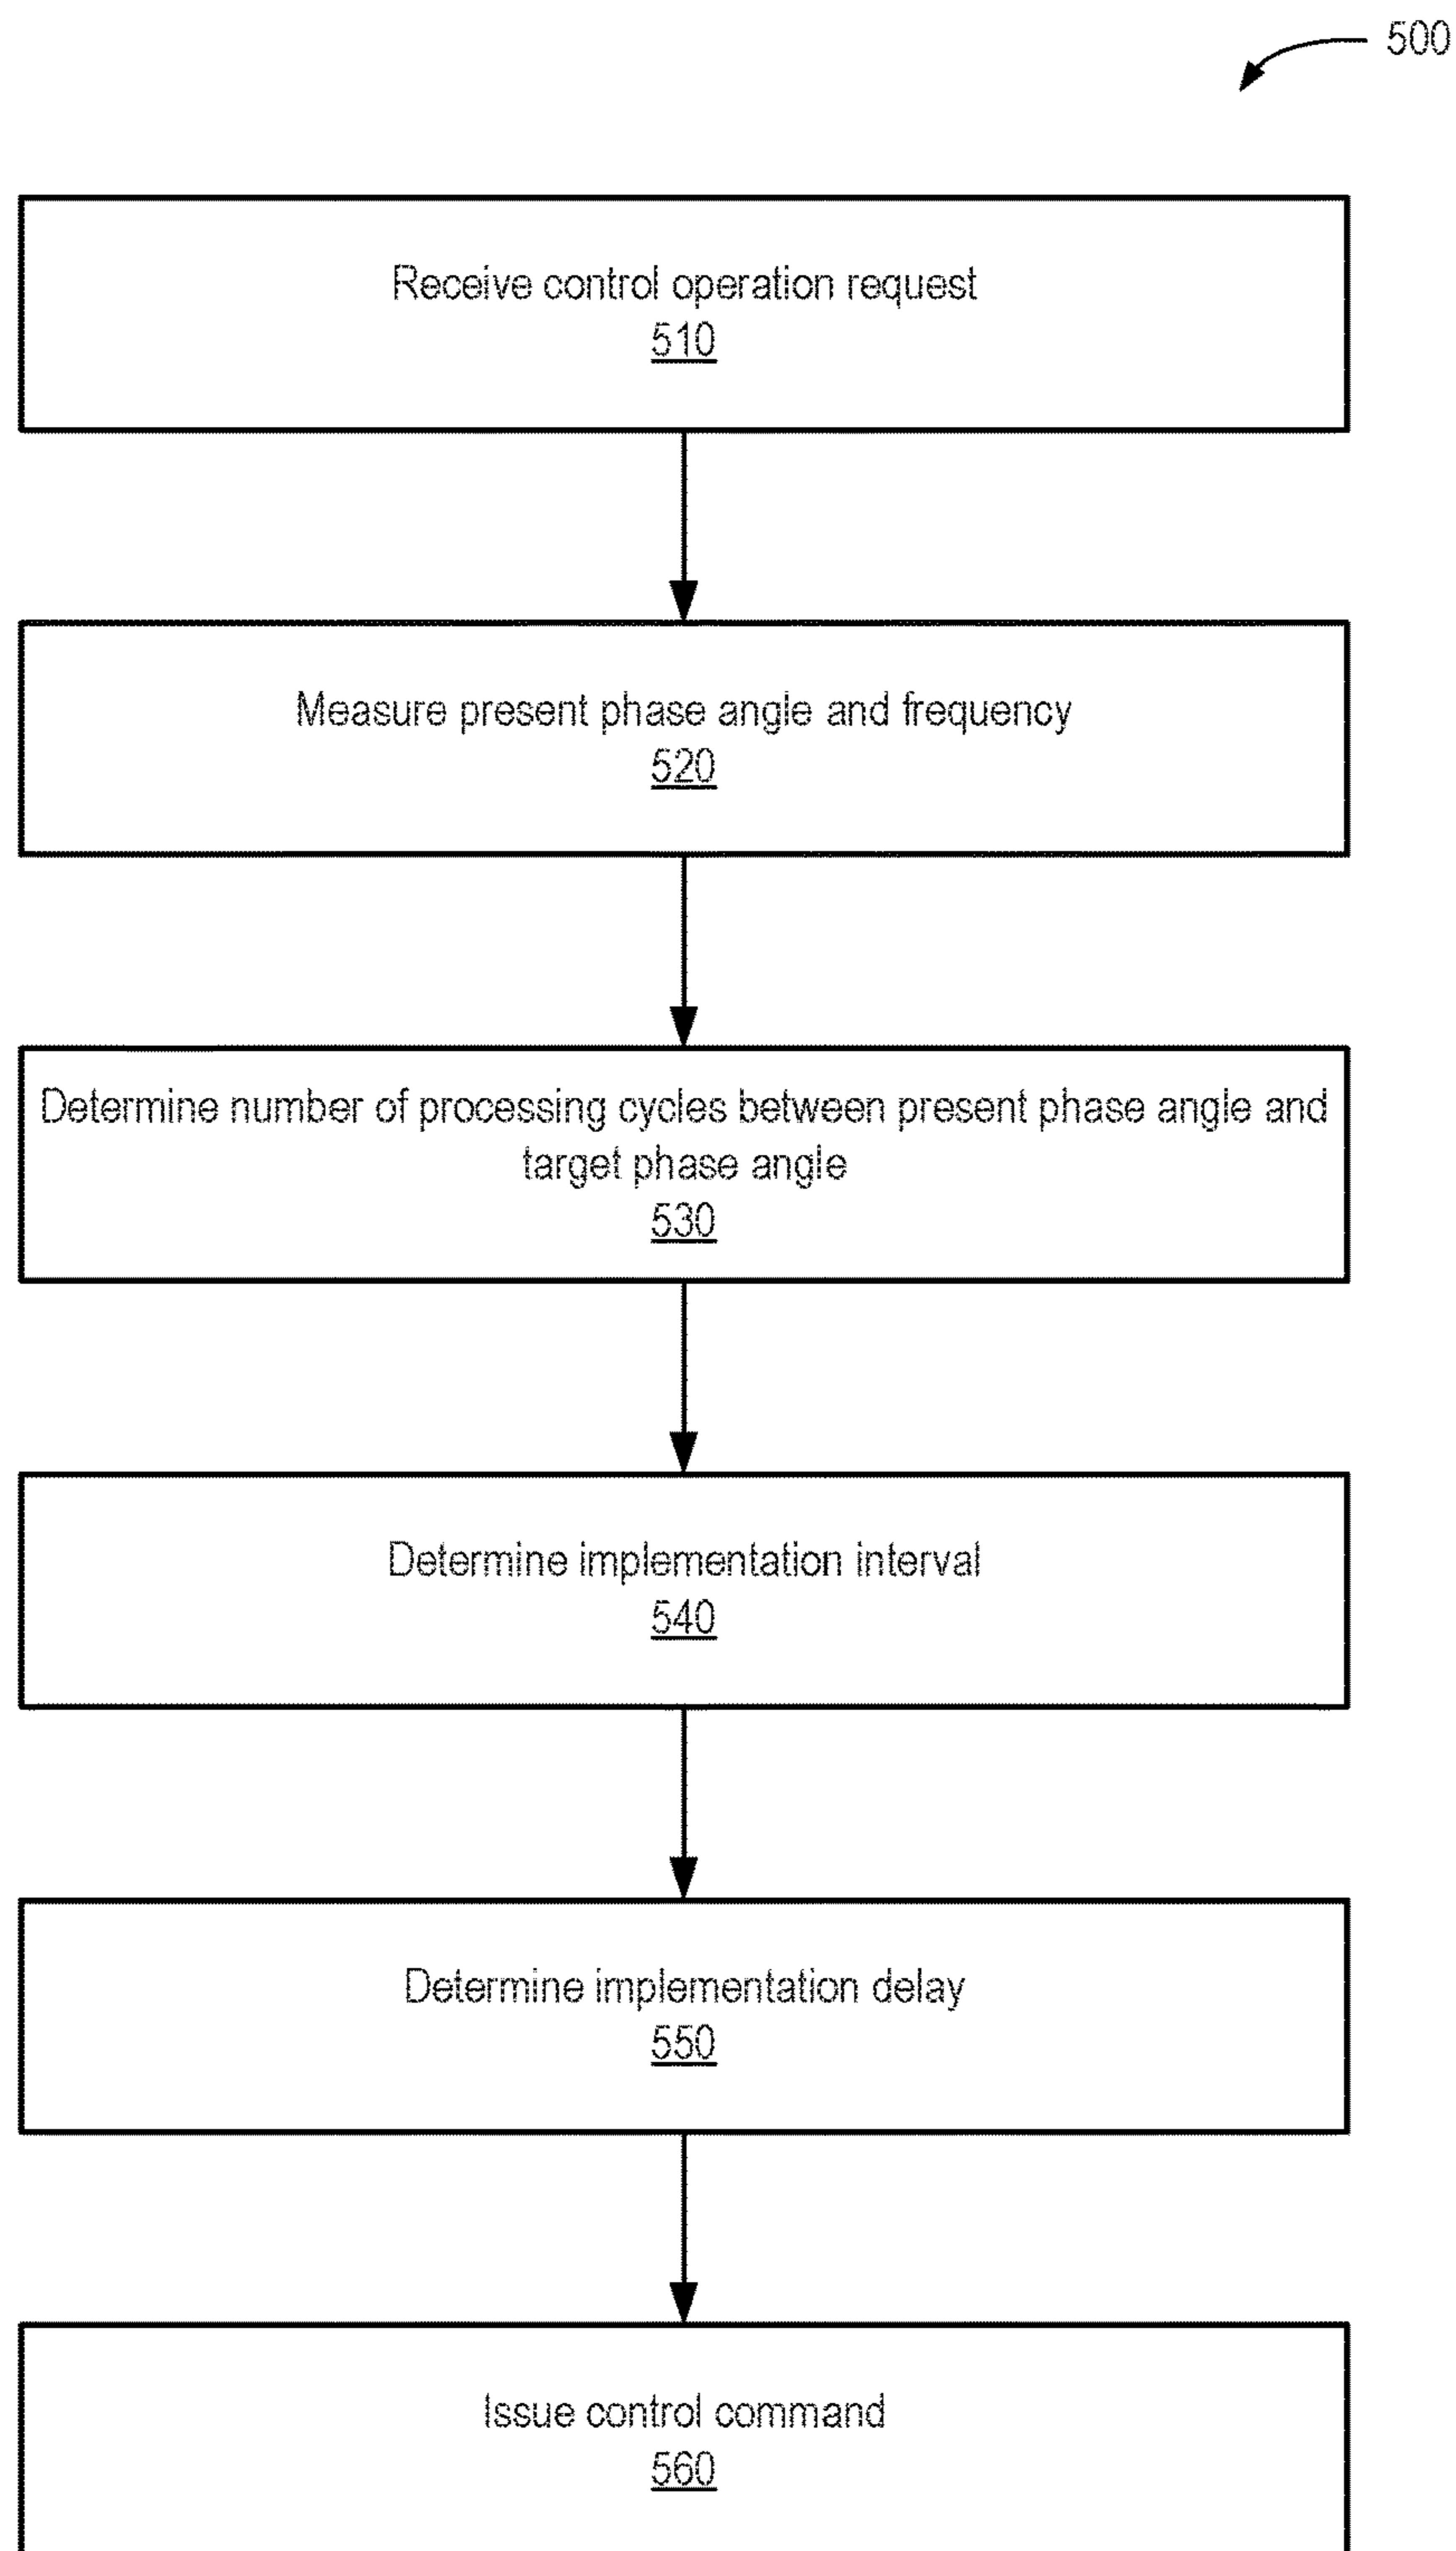 500
Receive control operation request
510
Measure present phase angle and frequency
520
Determine number of processing cycles between present phase angle and
target phase angle
530
Determine implementation interval
540
Determine implementation delay
550
Issue control command
560